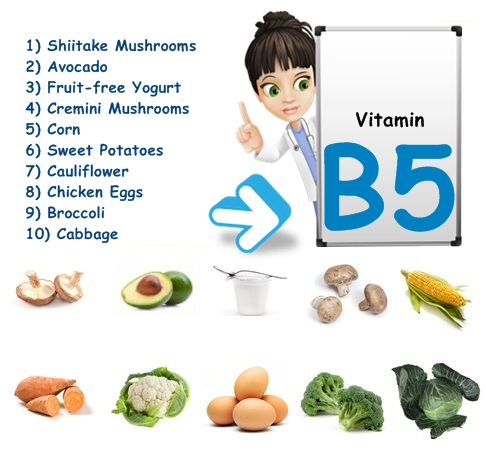 1) Shiitake Mushrooms
2) Avocado
3) Fruit-free Yogurt
4) Cremini Mushrooms
5) Corn
6) Sweet Potatoes
7) Cauliflower
8) Chicken Eggs
9) Broccoli
10) Cabbage
Vitamin
B5